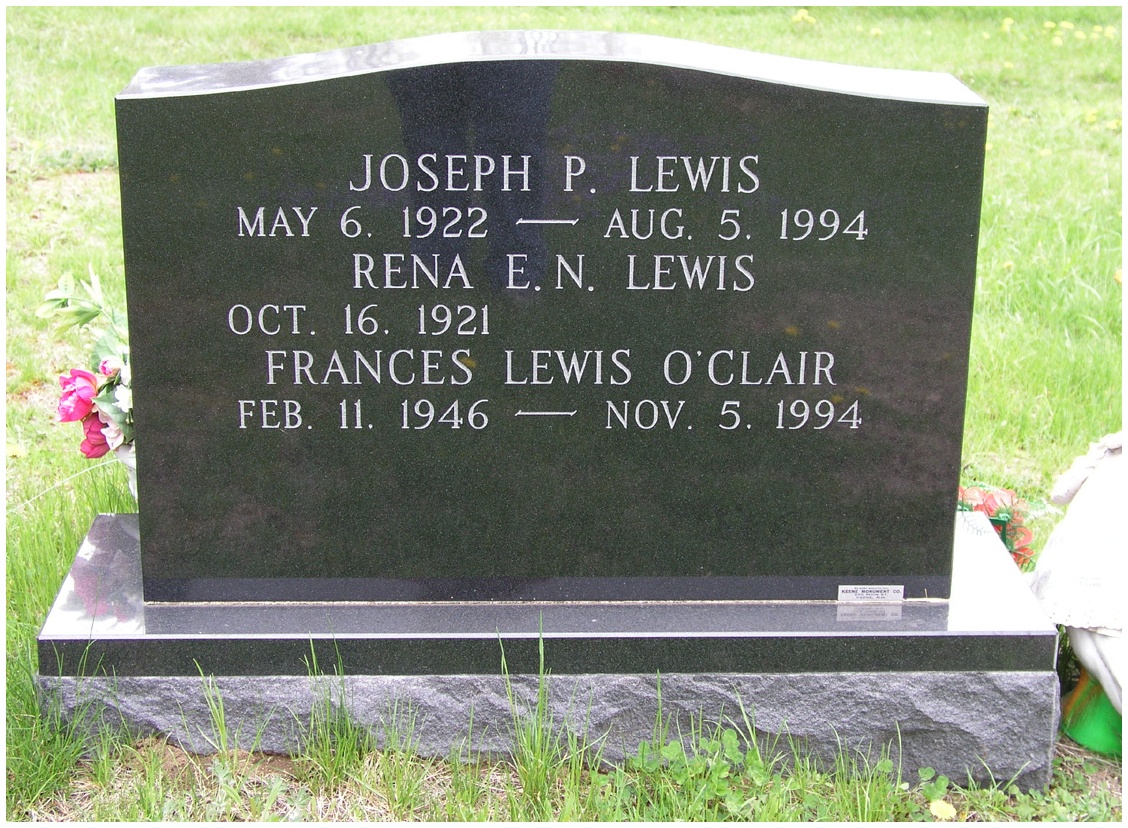 JOSEPH P. LEWIS
MAY 6. 1922 — AUG. 5. 1994
RENA E. N. LEWIS
OCT. 16. 1921
FRANCES LEWIS O'CLAIR
FEB. 11. 1946 — NOV. 5. 1994
KEENE MONUMENT CO.